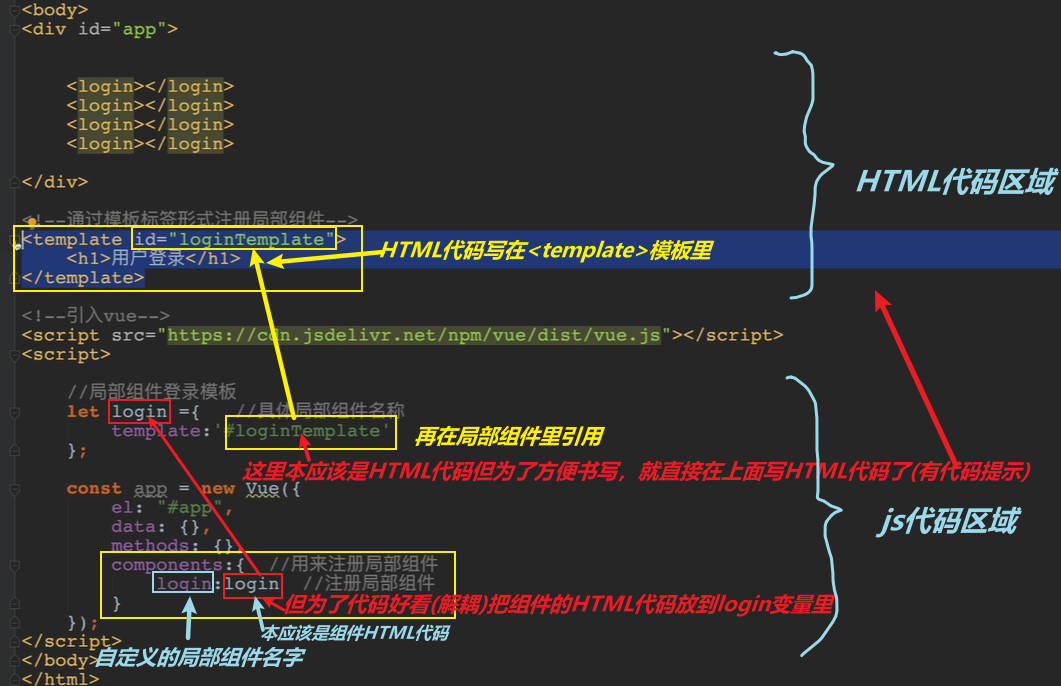 <body>
<div id="app">
<login></login>
<login></login>
<login></login>
<login></login>
</div>
HTML代码区域
<!--通过模板标签形式注册局部组件-->
<template id="loginTemplate">
HTML代码写在<template>模板里
<h1>用户登录</h1>
</template>
<!--引入vue-->
<script src="https://cdn.jsdelivr.net/npm/vue/dist/vue.js"></script>
<script>
//局部组件登录模板
let login ={ //具体局部组件名称
template:'#loginTemplate'
再在局部组件里引用
};
这里本应该是HTML代码但为了方便书写，就直接在上面写HTML代码了(有代码提示)
const app = new Vue({
el: "#app",
js代码区域
data: {},
methods: {}
components:{ //用来注册局部组件
login:login //注册局部组件
}
但为了代码好看(解耦)把组件的HTML代码放到login变量里
});
本应该是组件HTML代码
</script>
</body>
自定义的局部组件名字
</html>